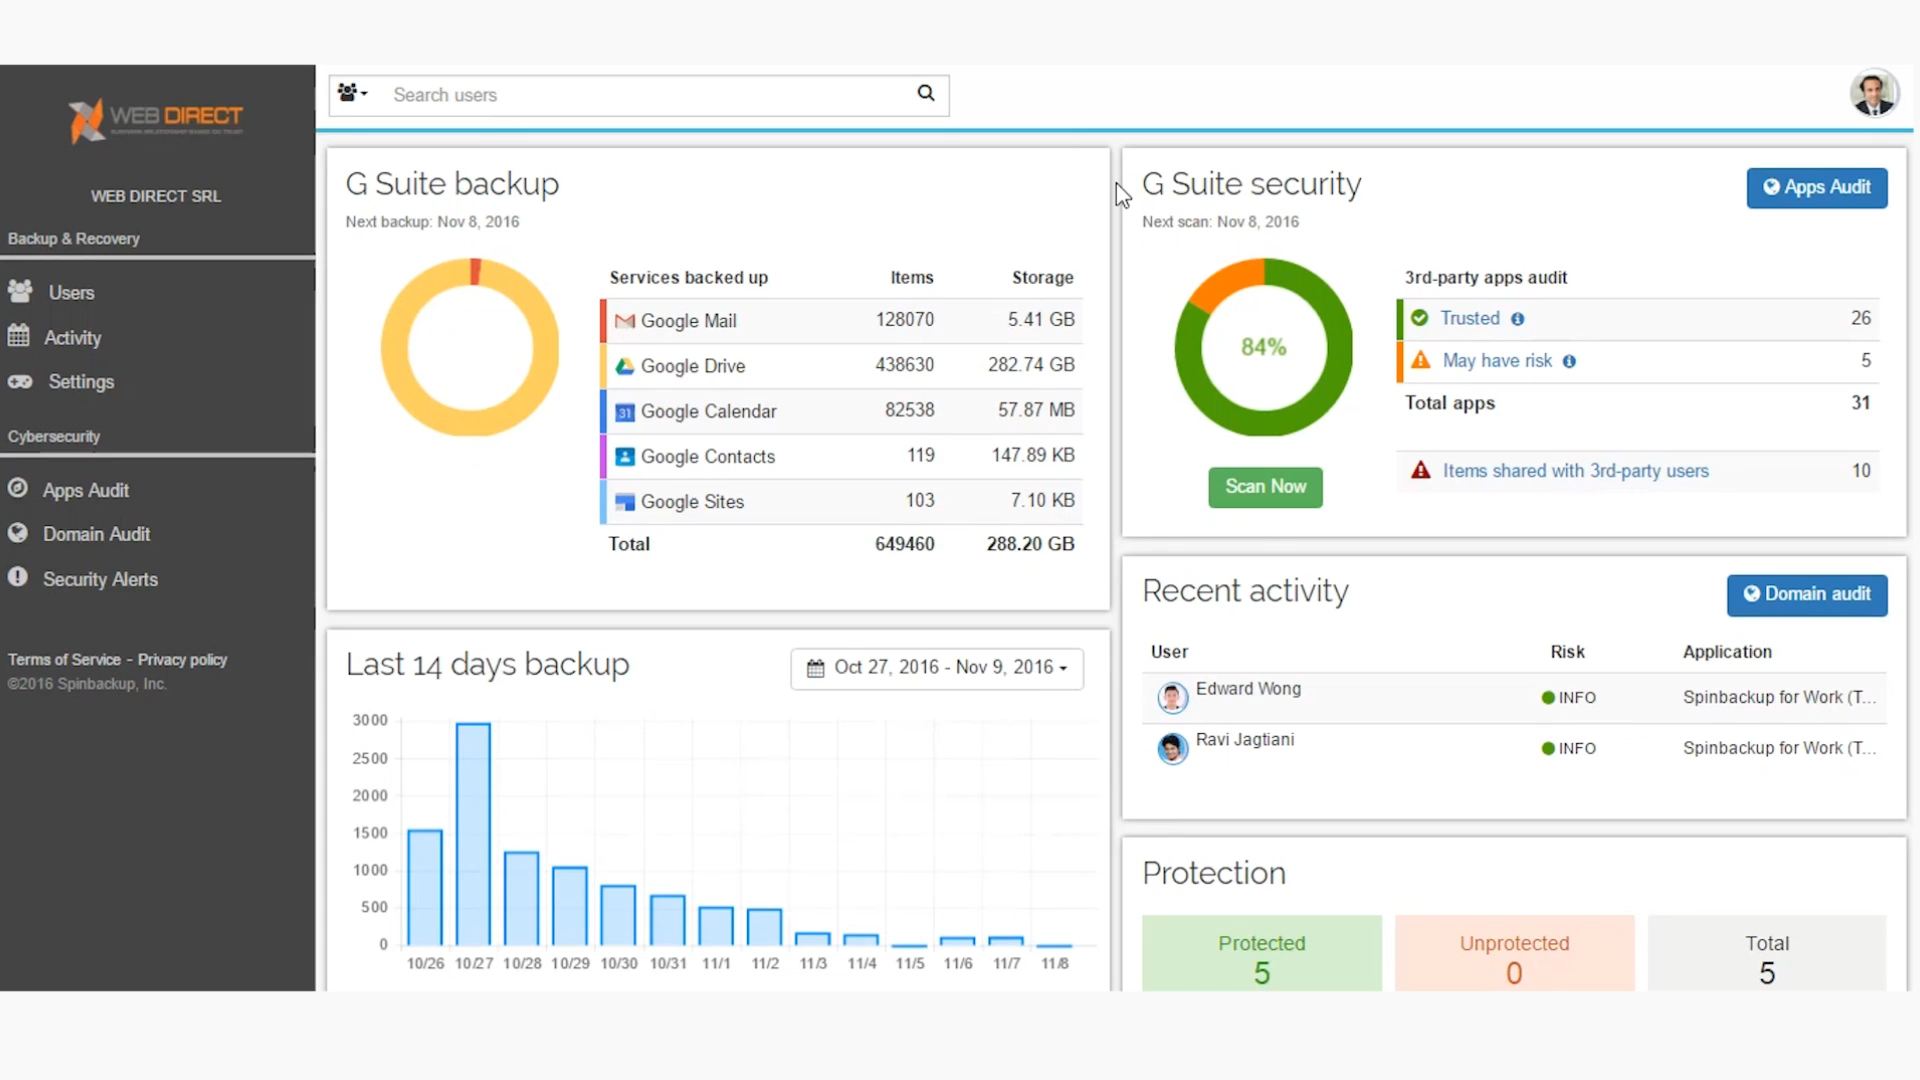 WEB DIRECT
WEB DIRECT SRL
Backup & Recovery
Users
Activity
Settings
Cybersecurity
Apps Audit
Domain Audit
Security Alerts
Terms of Service - Privacy policy
©2016 Spinbackup, Inc.
Search users
G Suite backup
Next backup: Nov 8, 2016
Services backed up Items Storage
Google Mail 128070 5.41 GB
Google Drive 438630 282.74 GB
31 Google Calendar 82538 57.87 MB
Google Contacts 119 147.89 KB
Google Sites 103 7.10 KB
Total 649460 288.20 GB
Last 14 days backup
Oct 27, 2016 - Nov 9, 2016
3000
2500
2000
1500
1000
500
0
10/26 10/27 10/28 10/29 10/30 10/31 11/1 11/2 11/3 11/4 11/5 11/6 11/7 11/8
G Suite security
Apps Audit
Next scan: Nov 8, 2016
84%
Scan Now
3rd-party apps audit
Trusted 26
May have risk 5
Total apps 31
Items shared with 3rd-party users 10
Recent activity
Domain audit
User Risk Application
Edward Wong INFO Spinbackup for Work (T...
Ravi Jagtiani INFO Spinbackup for Work (T...
Protection
Protected
5
Unprotected
0
Total
5